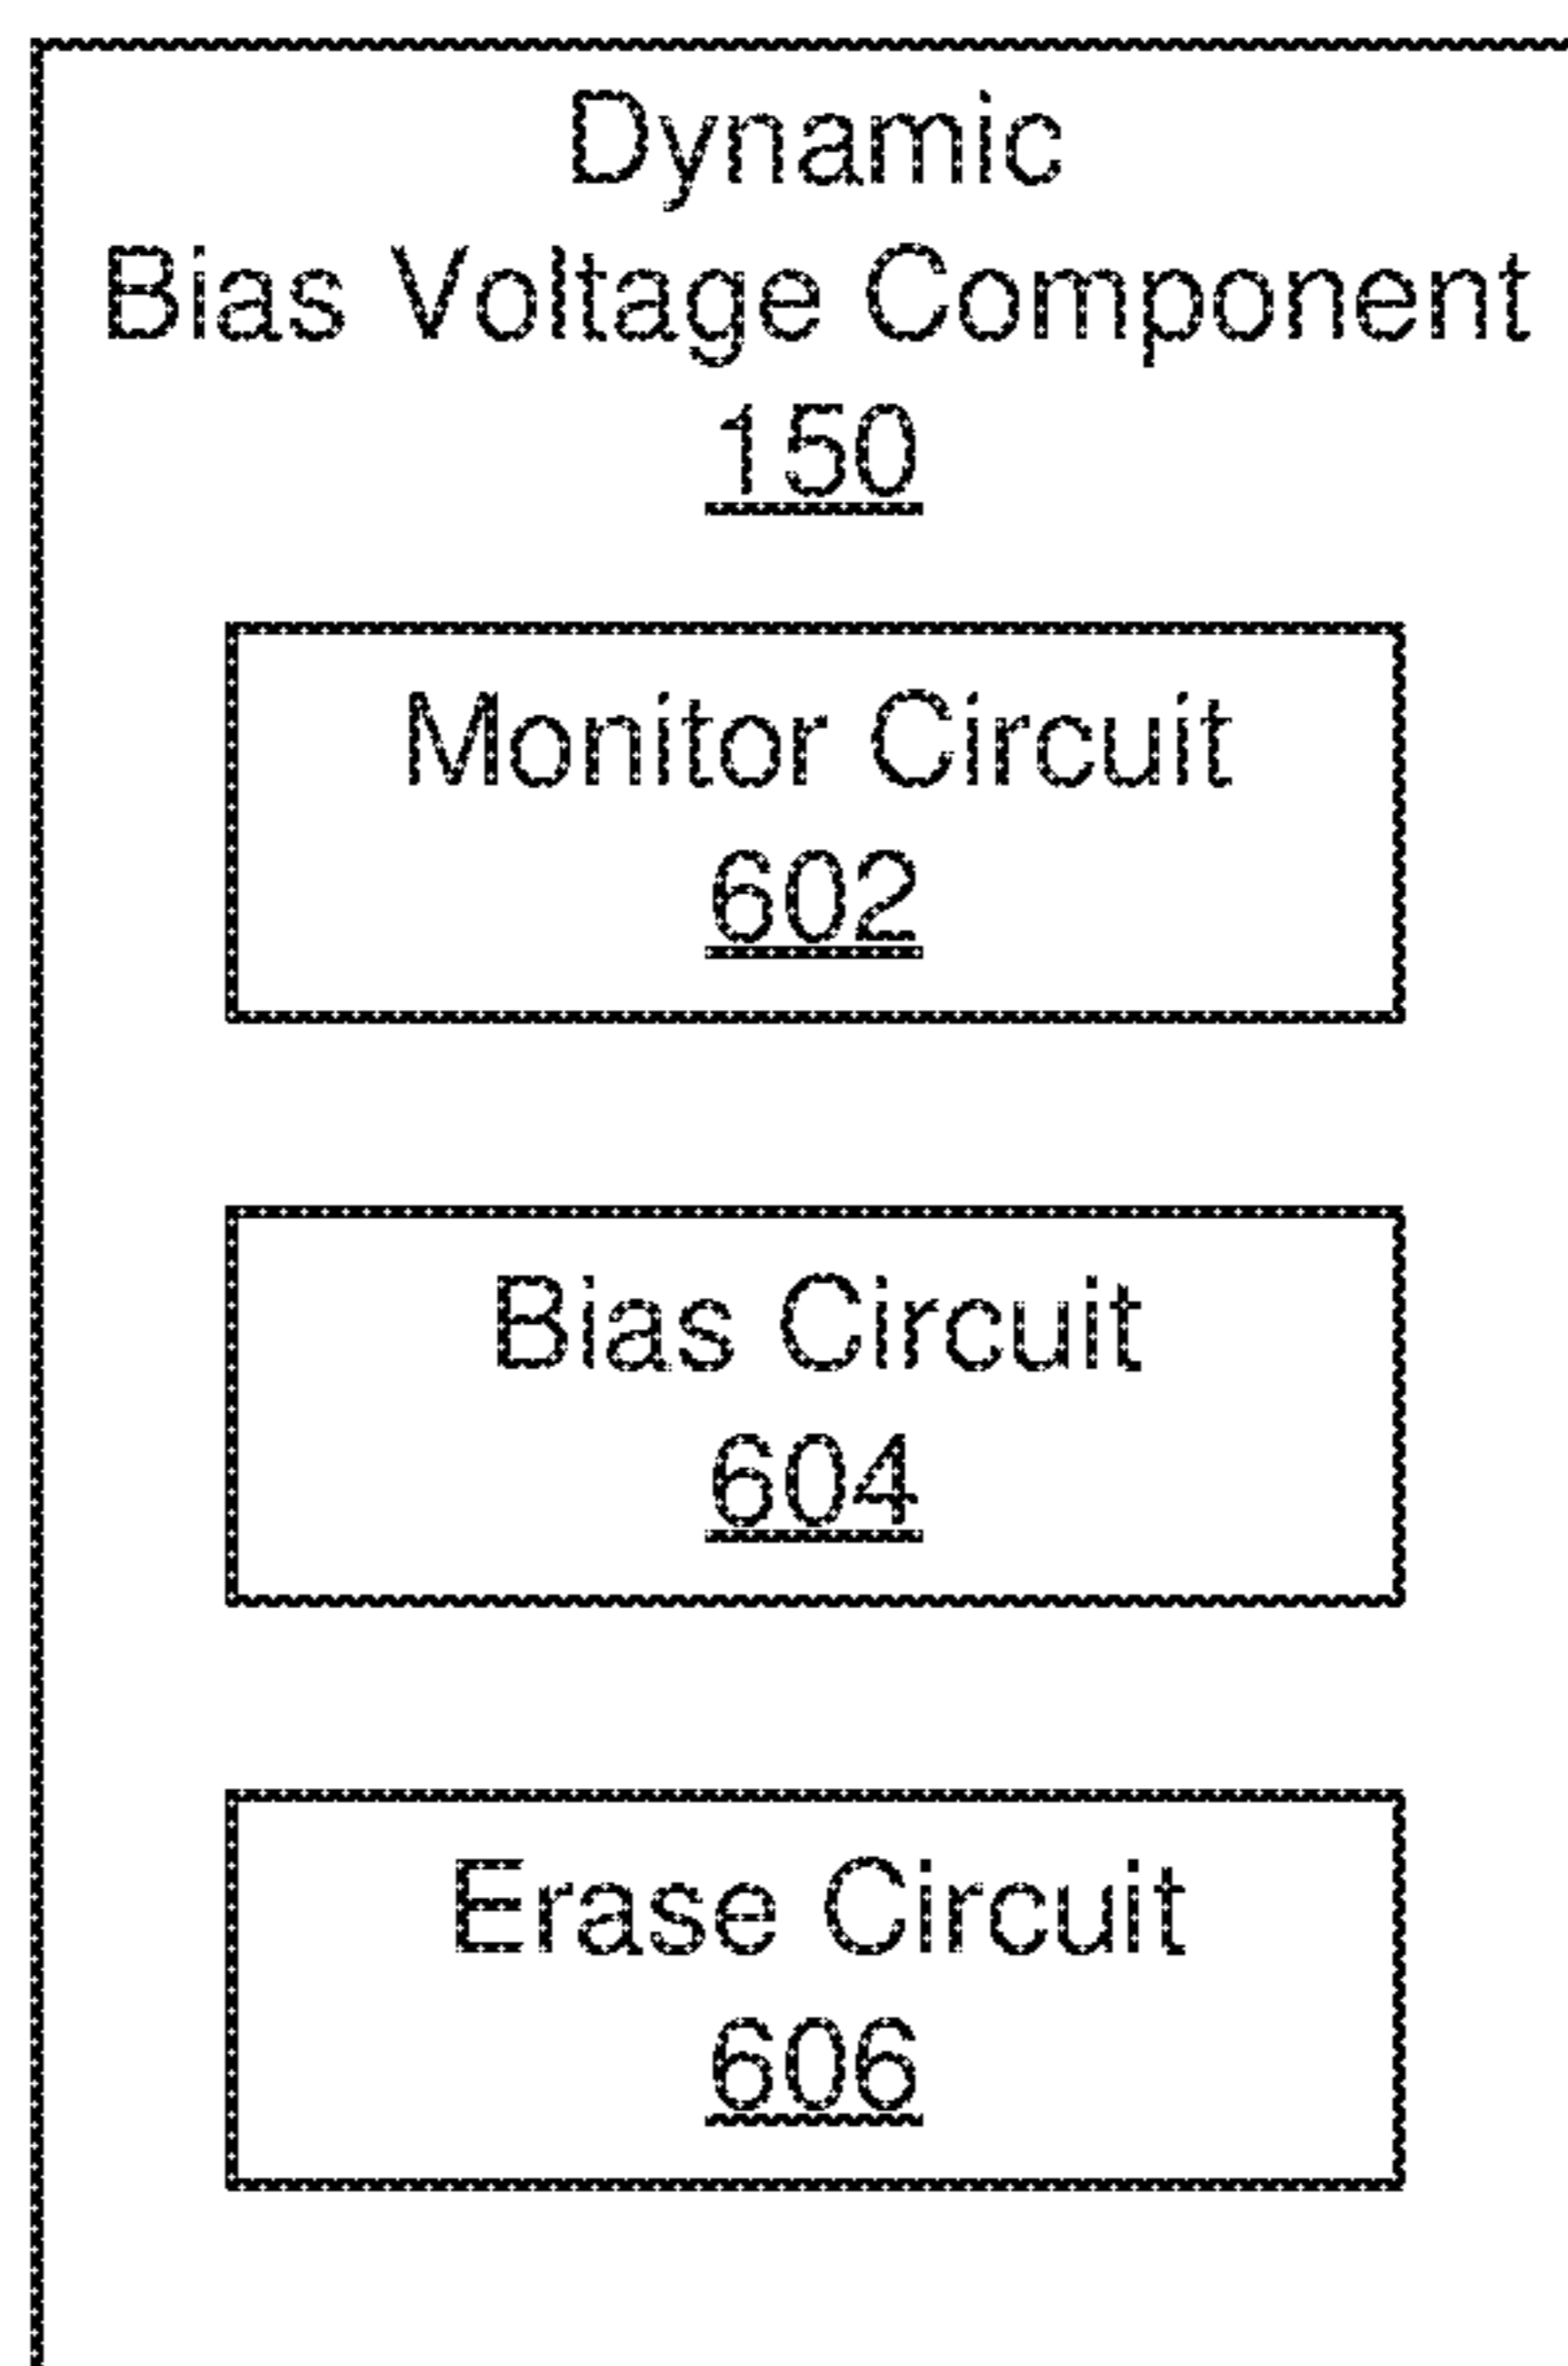 Dynamic
Bias Voltage Component
150
Monitor Circuit
602
Bias Circuit
604
Erase Circuit
606